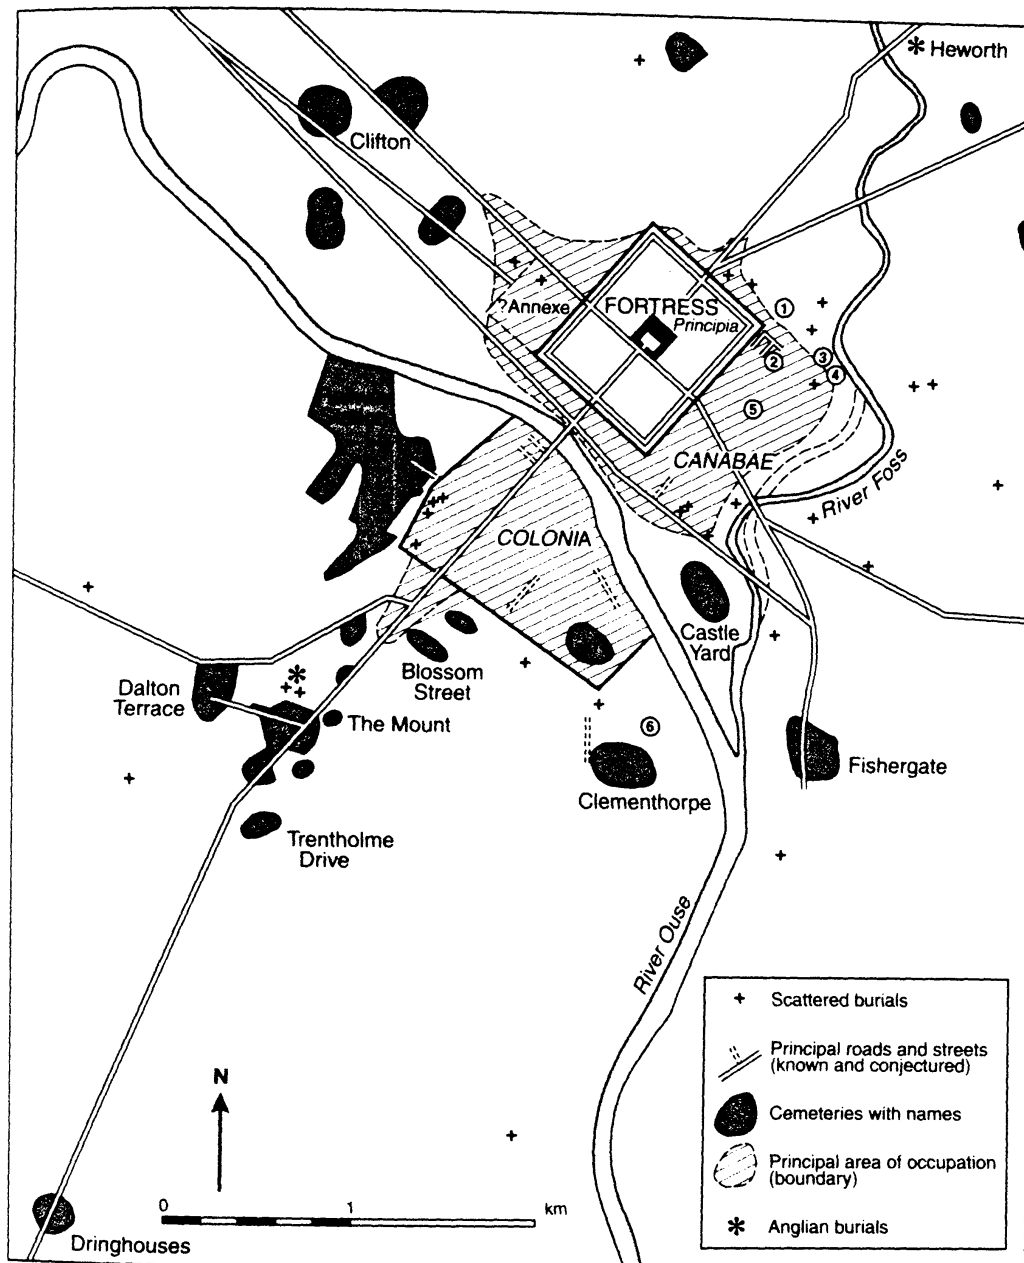 Heworth
Clifton
?Annexe
FORTRESS
Principia
1
2
3
4
5
CANABAE
River Foss
COLONIA
Castle
Yard
Blossom
Street
Dalton
Terrace
The Mount
6
Fishergate
Clementhorpe
Trentholme
Drive
River Ouse
N
0
1
km
Dringhouses
Scattered burials
Principal roads and streets
(known and conjectured)
Cemeteries with names
Principal area of occupation
(boundary)
Anglian burials